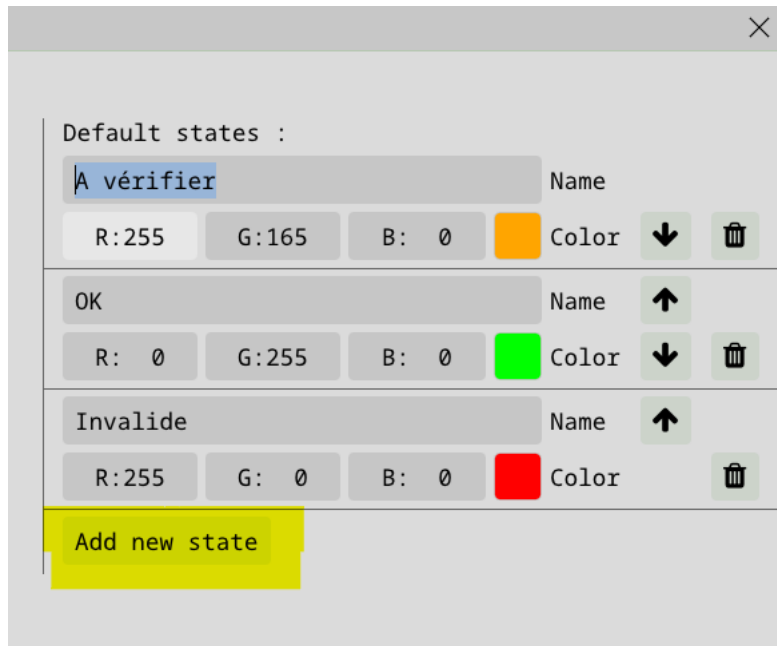 Default states :
A vérifier Name
R:255 G:165 B: 0 Color
OK Name
R: 0 G:255 B: 0 Color
Invalide Name
R:255 G: 0 B: 0 Color
Add new state